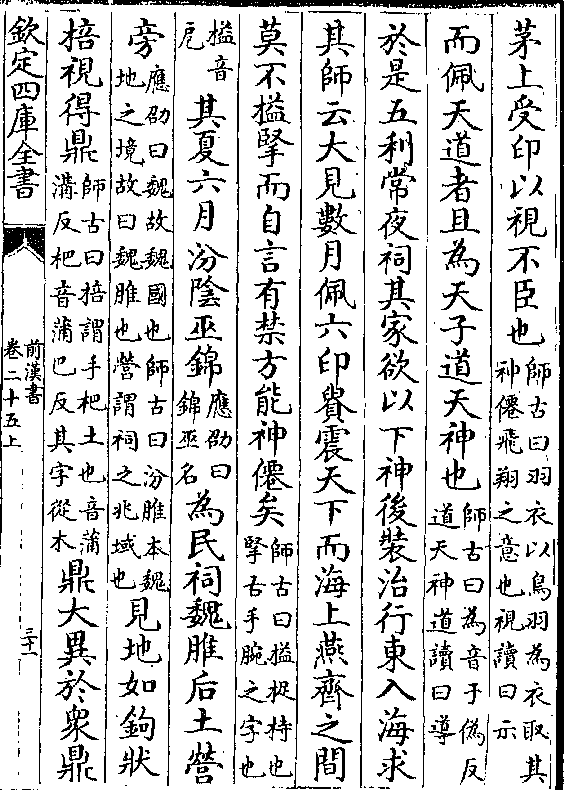 茅上受印以視不臣也師古曰羽衣以鳥羽為衣取其神僊飛翔之意也視讀曰示
而佩天道者且為天子道天神也師古曰為音于偽反道天神道讀曰導
於是五利常夜祠其家欲以下神後裝治行東入海求
其師云大見數月佩六印貴震天下而海上燕齊之間
莫不搤掔而自言有禁方能神僊矣師古曰搤捉持也掔古手腕之字也
搤音戹其夏六月汾陰巫錦應劭曰錦巫名為民祠魏脽后土營
旁應劭曰魏故魏國也師古曰汾脽本魏地之境故曰魏脽也營謂祠之兆域也見地如鉤狀
掊視得鼎師古曰掊謂手杷土也音蒲溝反杷音蒲巴反其字從木鼎大異於衆鼎
欽定四庫全書
前漢書
卷二十五上
三十一